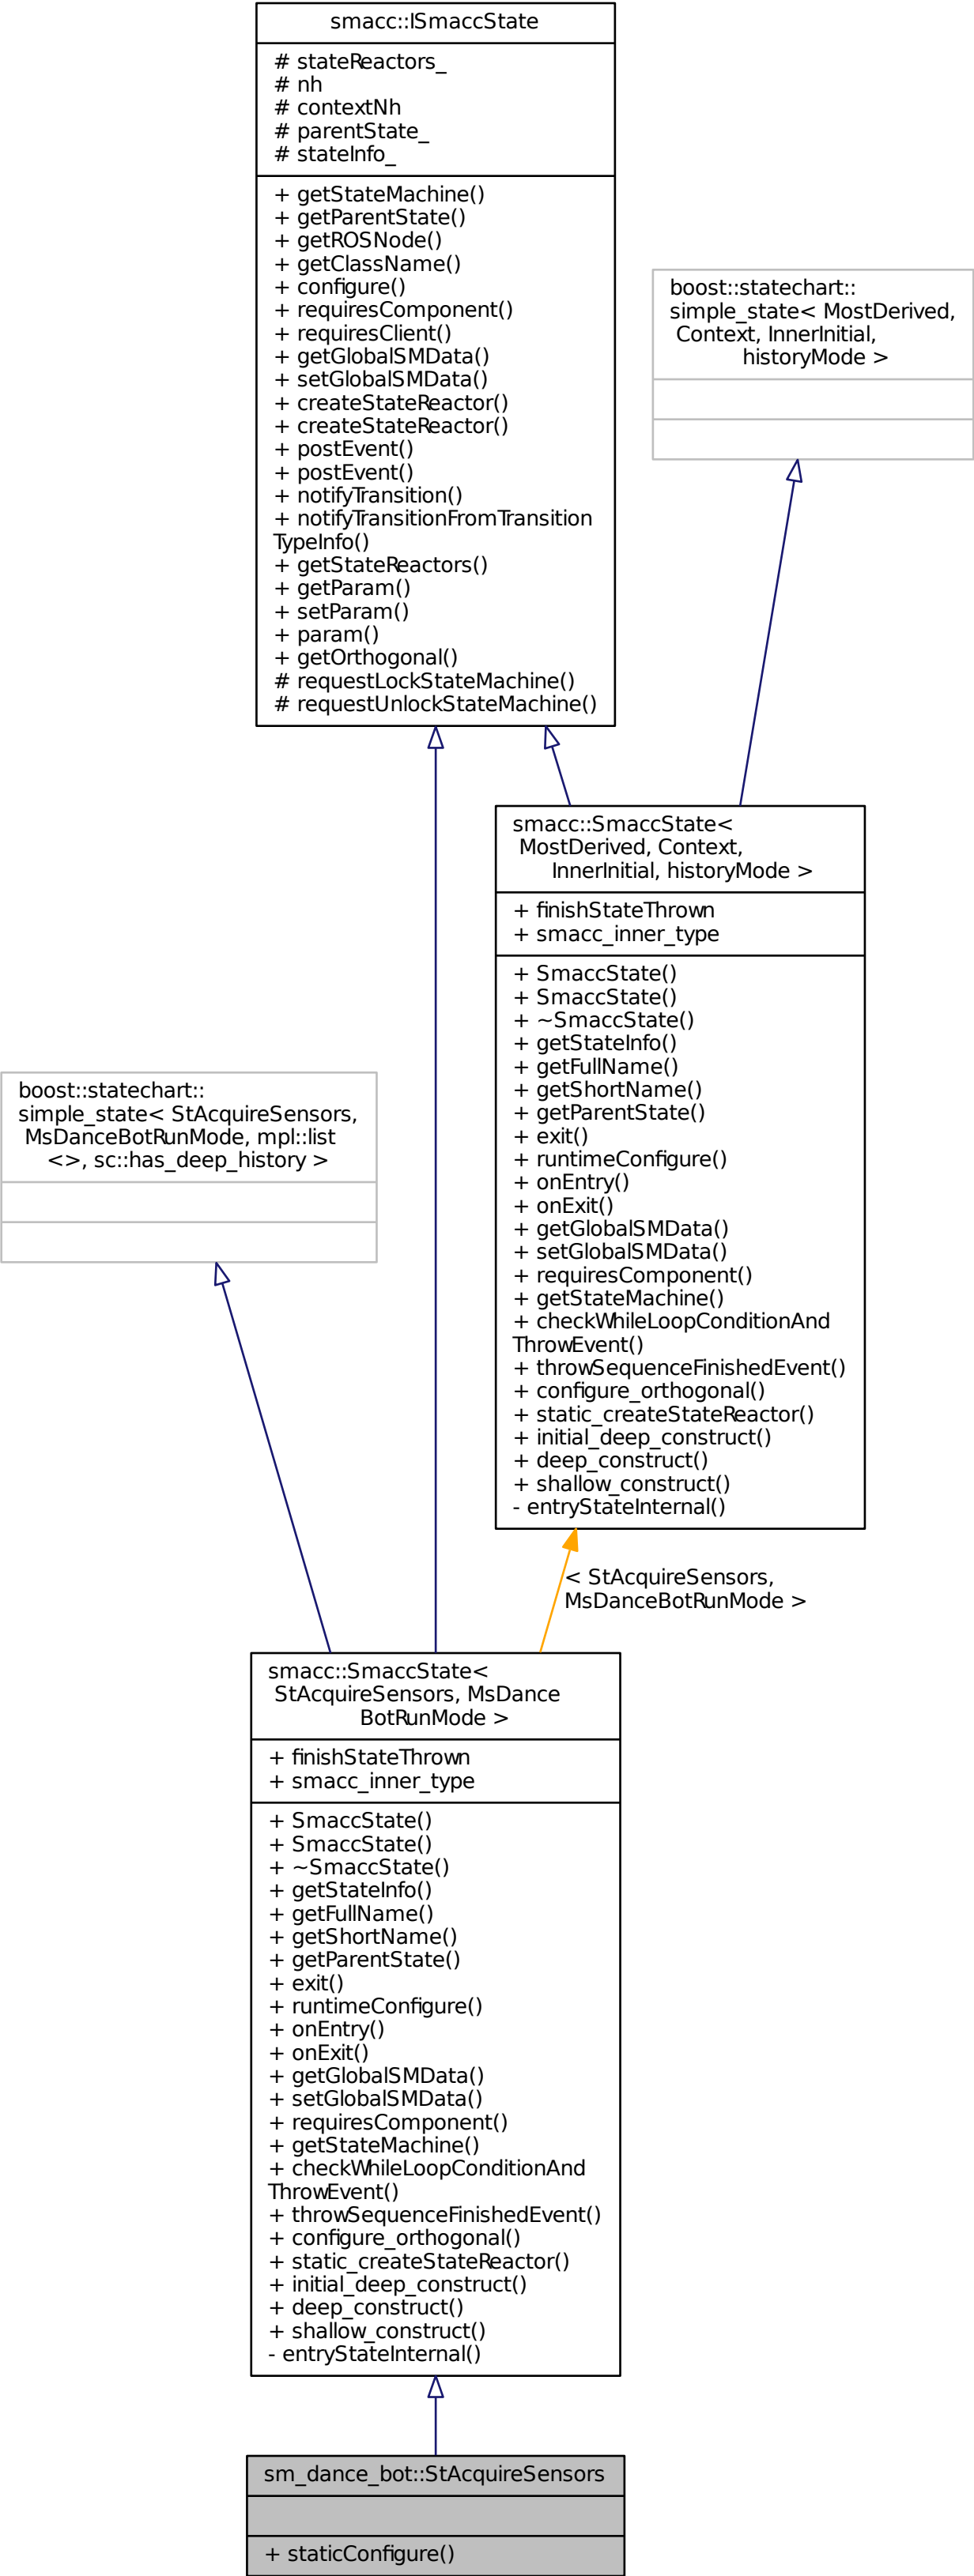 smacc::ISmaccState
# stateReactors_
# nh
# contextNh
# parentState_
# stateInfo_
+ getStateMachine()
+ getParentState()
+ getROSNode()
+ getClassName()
+ configure()
+ requiresComponent()
+ requiresClient()
+ getGlobalSMData()
+ setGlobalSMData()
+ createStateReactor()
+ createStateReactor()
+ postEvent()
+ postEvent()
+ notifyTransition()
+ notifyTransitionFromTransition
TypeInfo()
+ getStateReactors()
+ getParam()
+ setParam()
+ param()
+ getOrthogonal()
# requestLockStateMachine()
# requestUnlockStateMachine()
boost::statechart::
simple_state< MostDerived,
Context, InnerInitial,
historyMode >
smacc::SmaccState<
MostDerived, Context,
InnerInitial, historyMode >
+ finishStateThrown
+ smacc_inner_type
+ SmaccState()
+ SmaccState()
+ ~SmaccState()
+ getStateInfo()
+ getFullName()
+ getShortName()
+ getParentState()
+ exit()
+ runtimeConfigure()
+ onEntry()
+ onExit()
+ getGlobalSMData()
+ setGlobalSMData()
+ requiresComponent()
+ getStateMachine()
+ checkWhileLoopConditionAnd
ThrowEvent()
+ throwSequenceFinishedEvent()
+ configure_orthogonal()
+ static_createStateReactor()
+ initial_deep_construct()
+ deep_construct()
+ shallow_construct()
- entryStateInternal()
boost::statechart::
simple_state< StAcquireSensors,
MsDanceBotRunMode, mpl::list
<>, sc::has_deep_history >
< StAcquireSensors,
MsDanceBotRunMode >
smacc::SmaccState<
StAcquireSensors, MsDance
BotRunMode >
+ finishStateThrown
+ smacc_inner_type
+ SmaccState()
+ SmaccState()
+ ~SmaccState()
+ getStateInfo()
+ getFullName()
+ getShortName()
+ getParentState()
+ exit()
+ runtimeConfigure()
+ onEntry()
+ onExit()
+ getGlobalSMData()
+ setGlobalSMData()
+ requiresComponent()
+ getStateMachine()
+ checkWhileLoopConditionAnd
ThrowEvent()
+ throwSequenceFinishedEvent()
+ configure_orthogonal()
+ static_createStateReactor()
+ initial_deep_construct()
+ deep_construct()
+ shallow_construct()
- entryStateInternal()
sm_dance_bot::StAcquireSensors
+ staticConfigure()